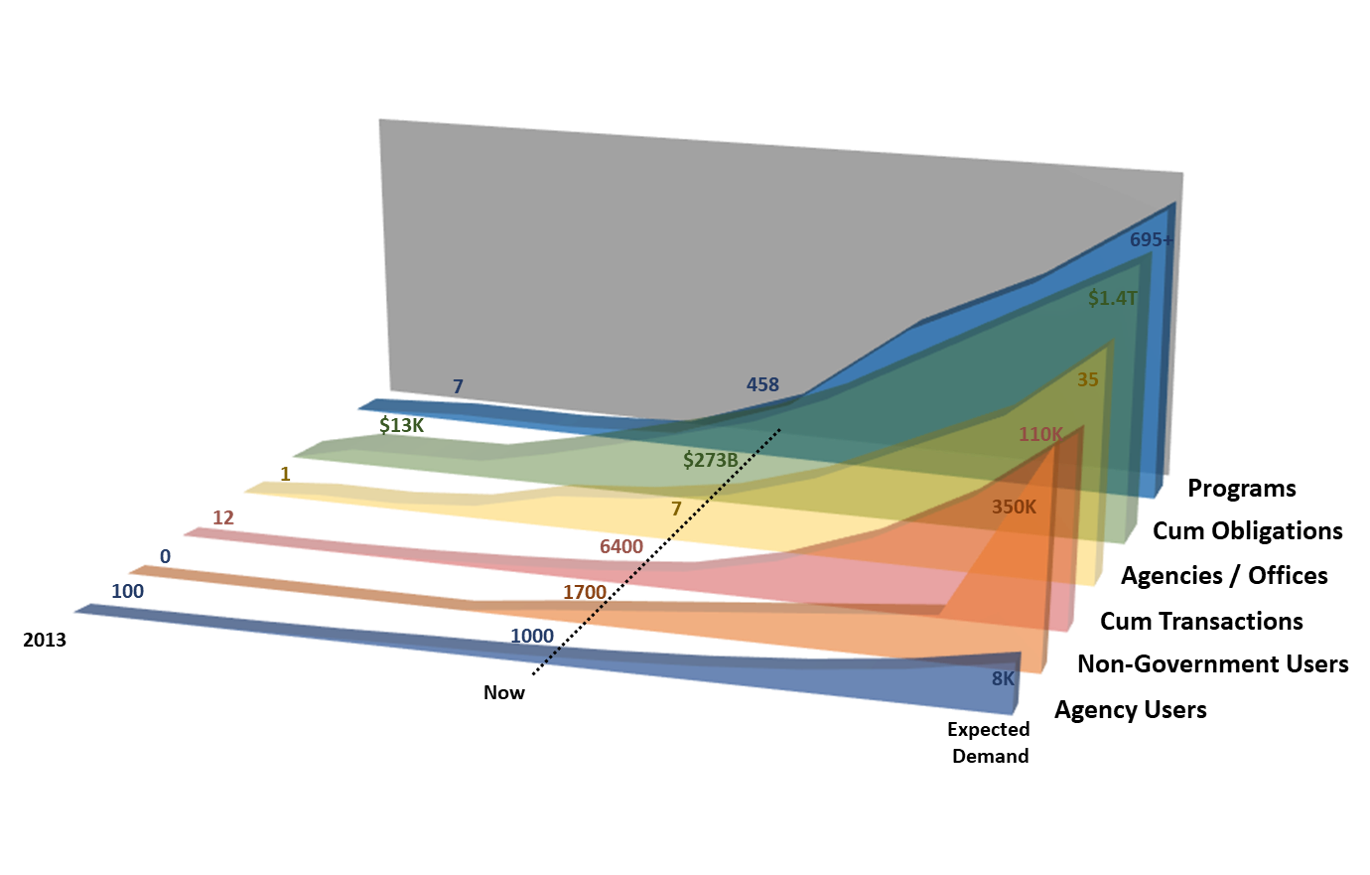 695+
$1.4T
35
7
458
$13K
110K
$273B
1
Programs
350K
7
12
Cum Obligations
6400
0
Agencies / Offices
1700
100
Cum Transactions
1000
2013
Non-Government Users
8K
Now
Agency Users
Expected
Demand